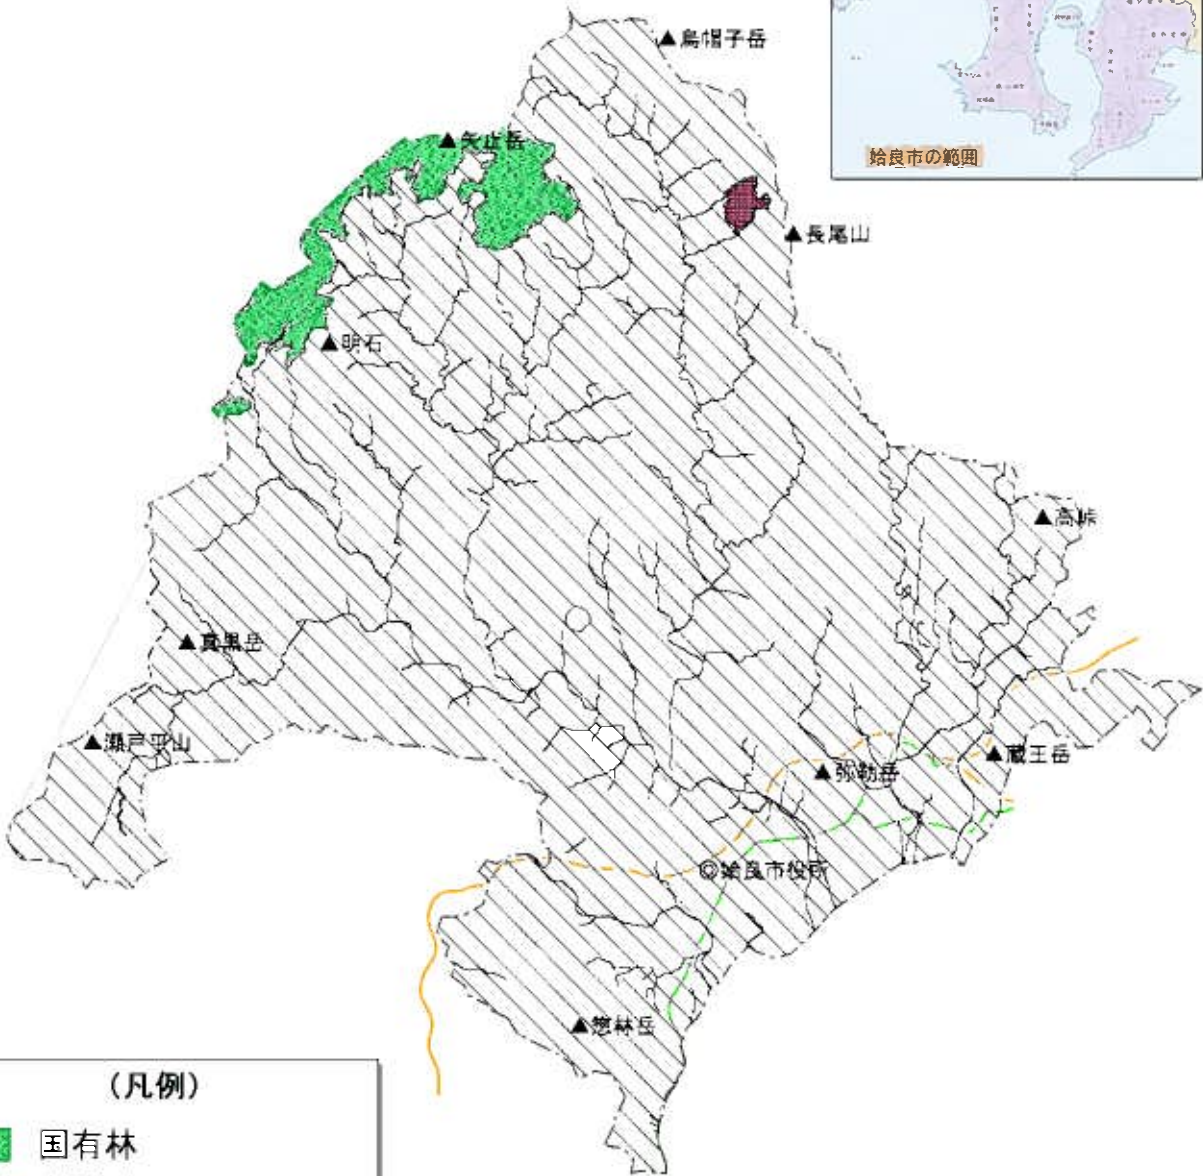 ▲烏帽子岳
▲矢止岳
姶良市の範囲
▲長尾山
▲明石
▲高峠
▲真黒岳
▲瀬戸平山
▲蔵王岳
▲弥勒岳
◎姶良市役所
▲惣林岳
(凡例)
国有林